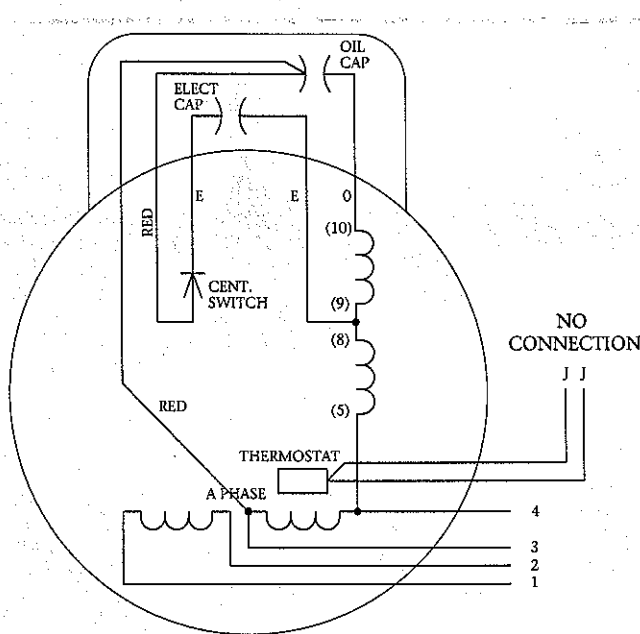 OIL
CAP
ELECT
CAP
E
E
O
RED
(10)
CENT.
SWITCH
(9)
(8)
NO
CONNECTION
J J
RED
(5)
THERMOSTAT
A PHASE
4
3
2
1